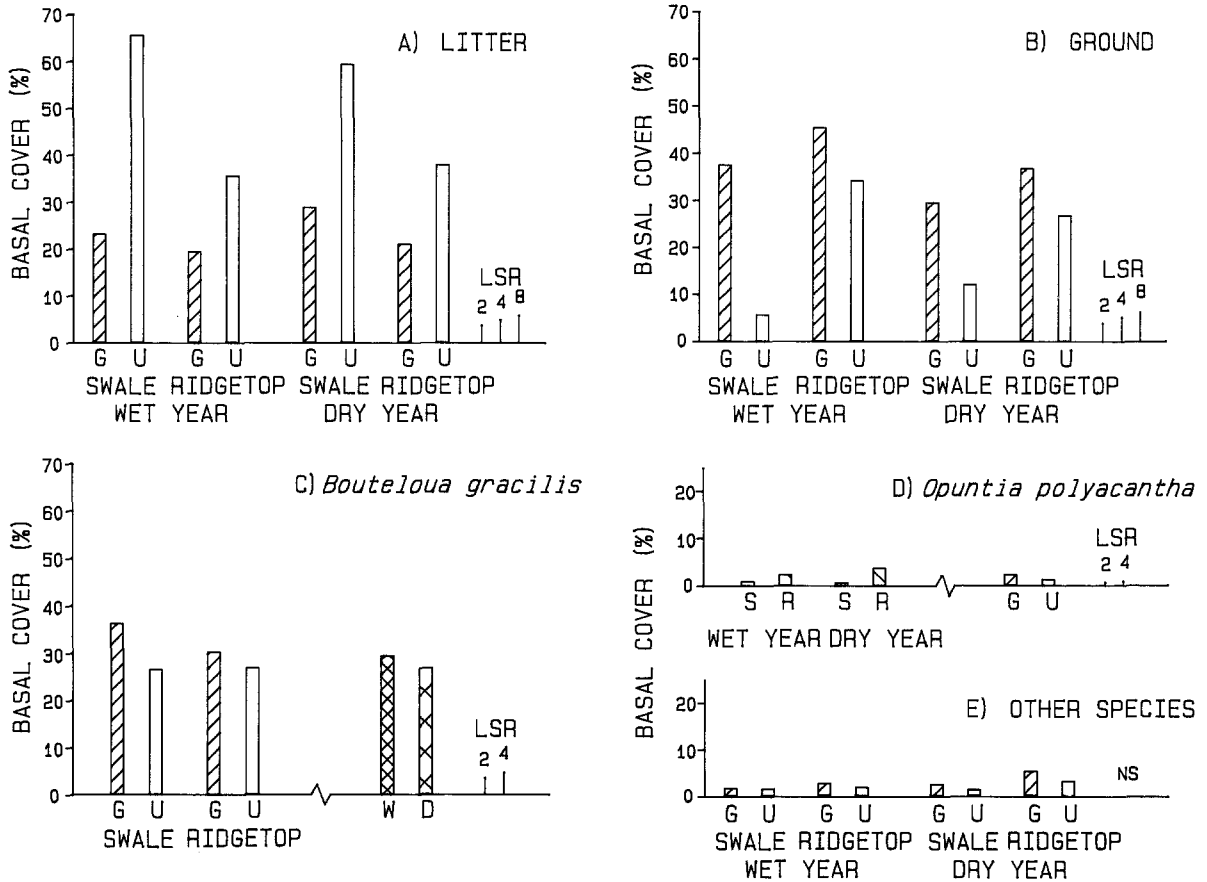 A) LITTER
BASAL COVER (%)
70
60
50
40
30
20
10
0
LSR
2 4 8
G U G U G U G U
SWALE RIDGETOP SWALE RIDGETOP
WET YEAR DRY YEAR
B) GROUND
BASAL COVER (%)
70
60
50
40
30
20
10
0
LSR
2 4 8
G U G U G U G U
SWALE RIDGETOP SWALE RIDGETOP
WET YEAR DRY YEAR
C) Bouteloua gracilis
BASAL COVER (%)
70
60
50
40
30
20
10
0
LSR
2 4
G U G U W D
SWALE RIDGETOP
D) Opuntia polyacantha
BASAL COVER (%)
20
10
0
LSR
2 4
S R S R G U
WET YEAR DRY YEAR
E) OTHER SPECIES
20
10
0
NS
G U G U G U G U
SWALE RIDGETOP SWALE RIDGETOP
WET YEAR DRY YEAR